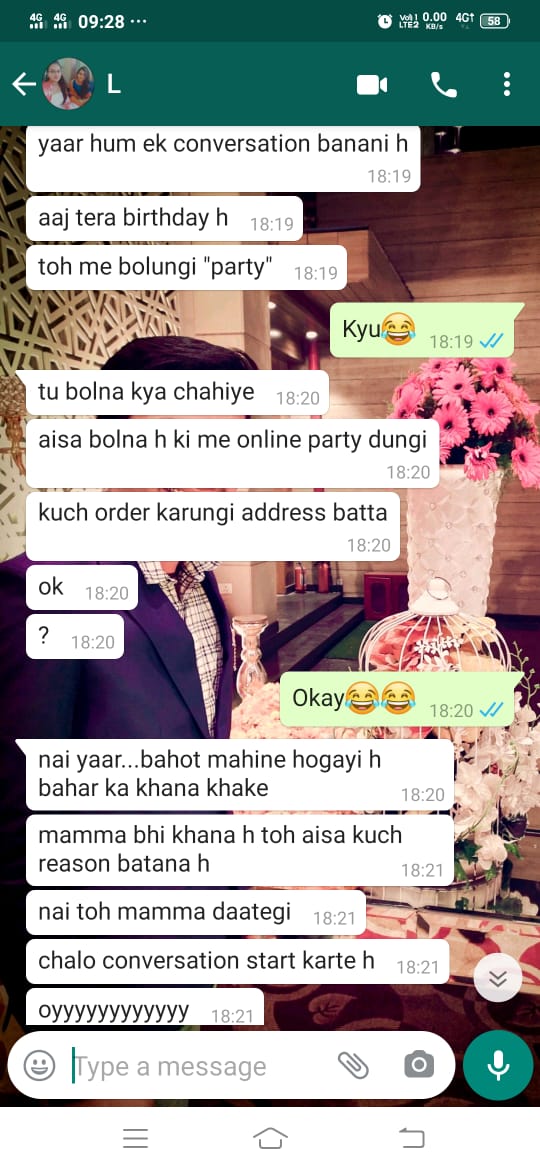 4G 4G 09:28 ··· Vo) 1 LTE2 0.00 KB/s 4G↑ 58
L
yaar hum ek conversation banani h
18:19
aaj tera birthday h 18:19
toh me bolungi "party" 18:19
Kyu😂 18:19
tu bolna kya chahiye 18:20
aisa bolna h ki me online party dungi
18:20
kuch order karungi address batta
18:20
ok 18:20
? 18:20
Okay😂😂 18:20
nai yaar...bahot mahine hogayi h
bahar ka khana khake 18:20
mamma bhi khana h toh aisa kuch
reason batana h 18:21
nai toh mamma daategi 18:21
chalo conversation start karte h 18:21
oyyyyyyyyyyyy 18:21
Type a message